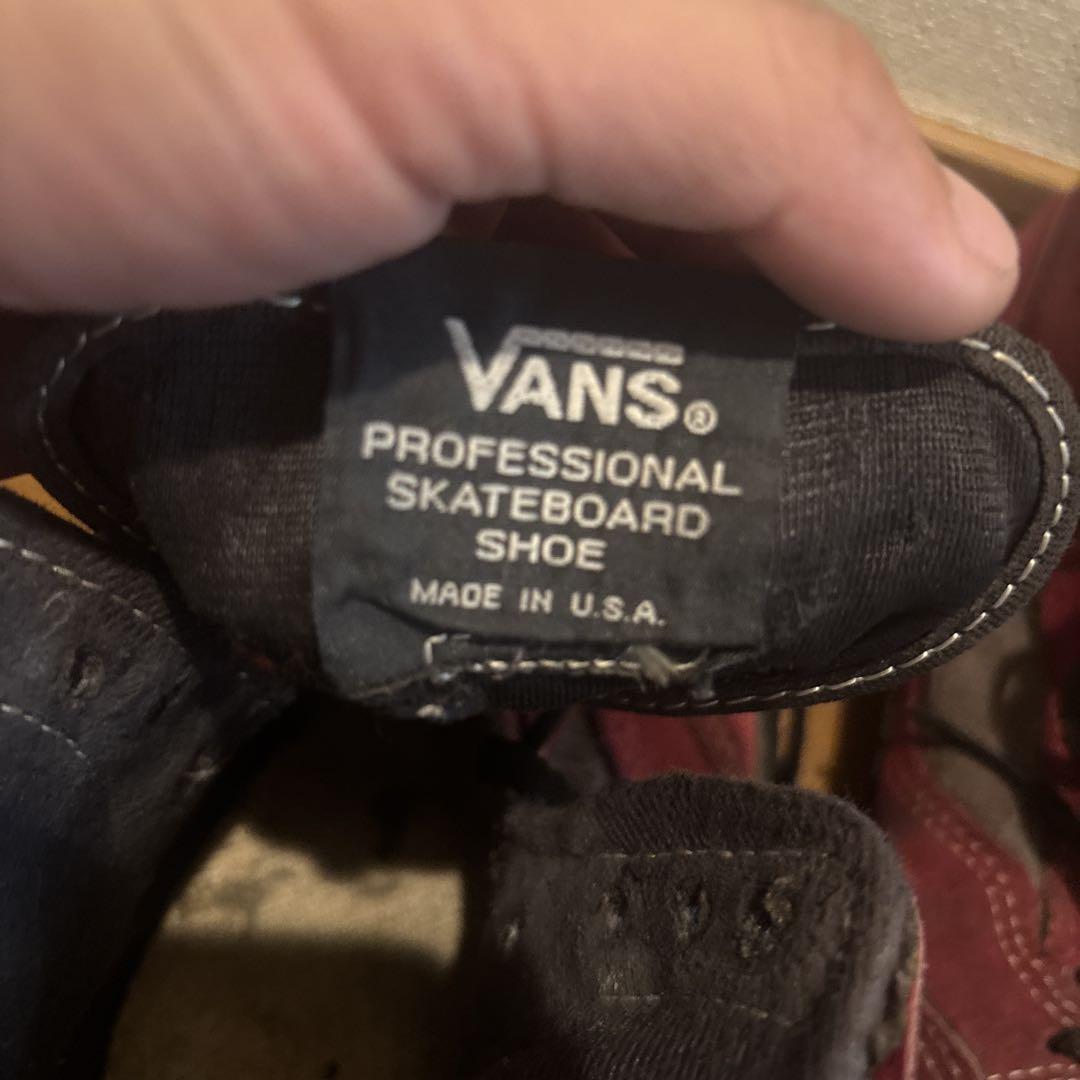 VANS®
PROFESSIONAL
SKATEBOARD
SHOE
MADE IN U.S.A.